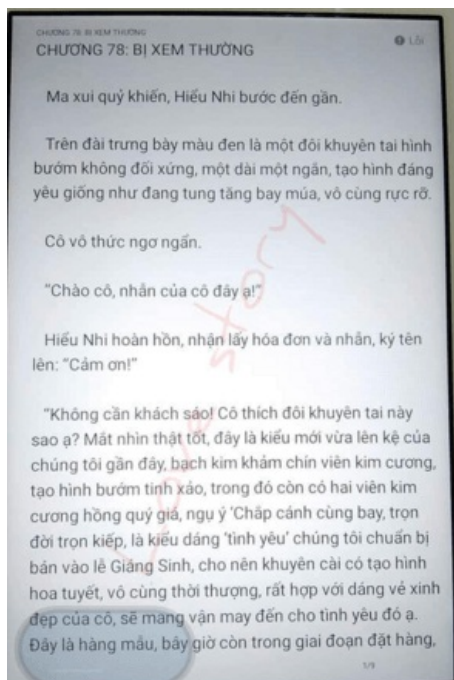 CHƯƠNG 78: BỊ XEM THƯỜNG
Lỗi
CHƯƠNG 78: BỊ XEM THƯỜNG
Ma xui quỷ khiến, Hiểu Nhi bước đến gần.
Trên đài trưng bày màu đen là một đôi khuyên tai hình
bướm không đối xứng, một dài một ngắn, tạo hình đáng
yêu giống như đang tung tăng bay múa, vô cùng rực rỡ.
Cô vô thức ngơ ngẩn.
“Chào cô, nhẫn của cô đây ạ!”
Hiểu Nhi hoàn hồn, nhận lấy hóa đơn và nhẫn, ký tên
lên: “Cảm ơn!”
“Không cần khách sáo! Cô thích đôi khuyên tai này
sao ạ? Mắt nhìn thật tốt, đây là kiểu mới vừa lên kệ của
chúng tôi gần đây, bạch kim khảm chín viên kim cương,
tạo hình bướm tinh xảo, trong đó còn có hai viên kim
cương hồng quý giá, ngụ ý ‘Chắp cánh cùng bay, trọn
đời trọn kiếp, là kiểu dáng ‘tình yêu’ chúng tôi chuẩn bị
bán vào lễ Giáng Sinh, cho nên khuyên cài có tạo hình
hoa tuyết, vô cùng thời thượng, rất hợp với dáng vẻ xinh
đẹp của cô, sẽ mang vận may đến cho tình yêu đó ạ.
Đây là hàng mẫu, bây giờ còn trong giai đoạn đặt hàng,
1/9
Love story